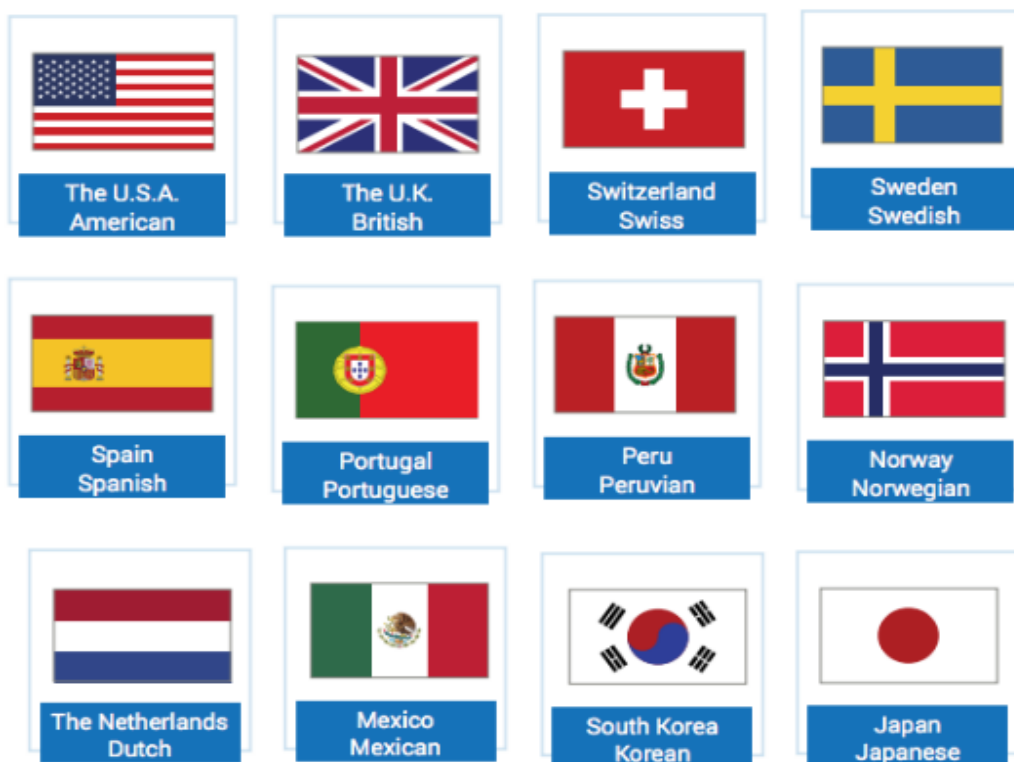 The U.S.A.
American
The U.K.
British
Switzerland
Swiss
Sweden
Swedish
Spain
Spanish
Portugal
Portuguese
Peru
Peruvian
Norway
Norwegian
The Netherlands
Dutch
Mexico
Mexican
South Korea
Korean
Japan
Japanese